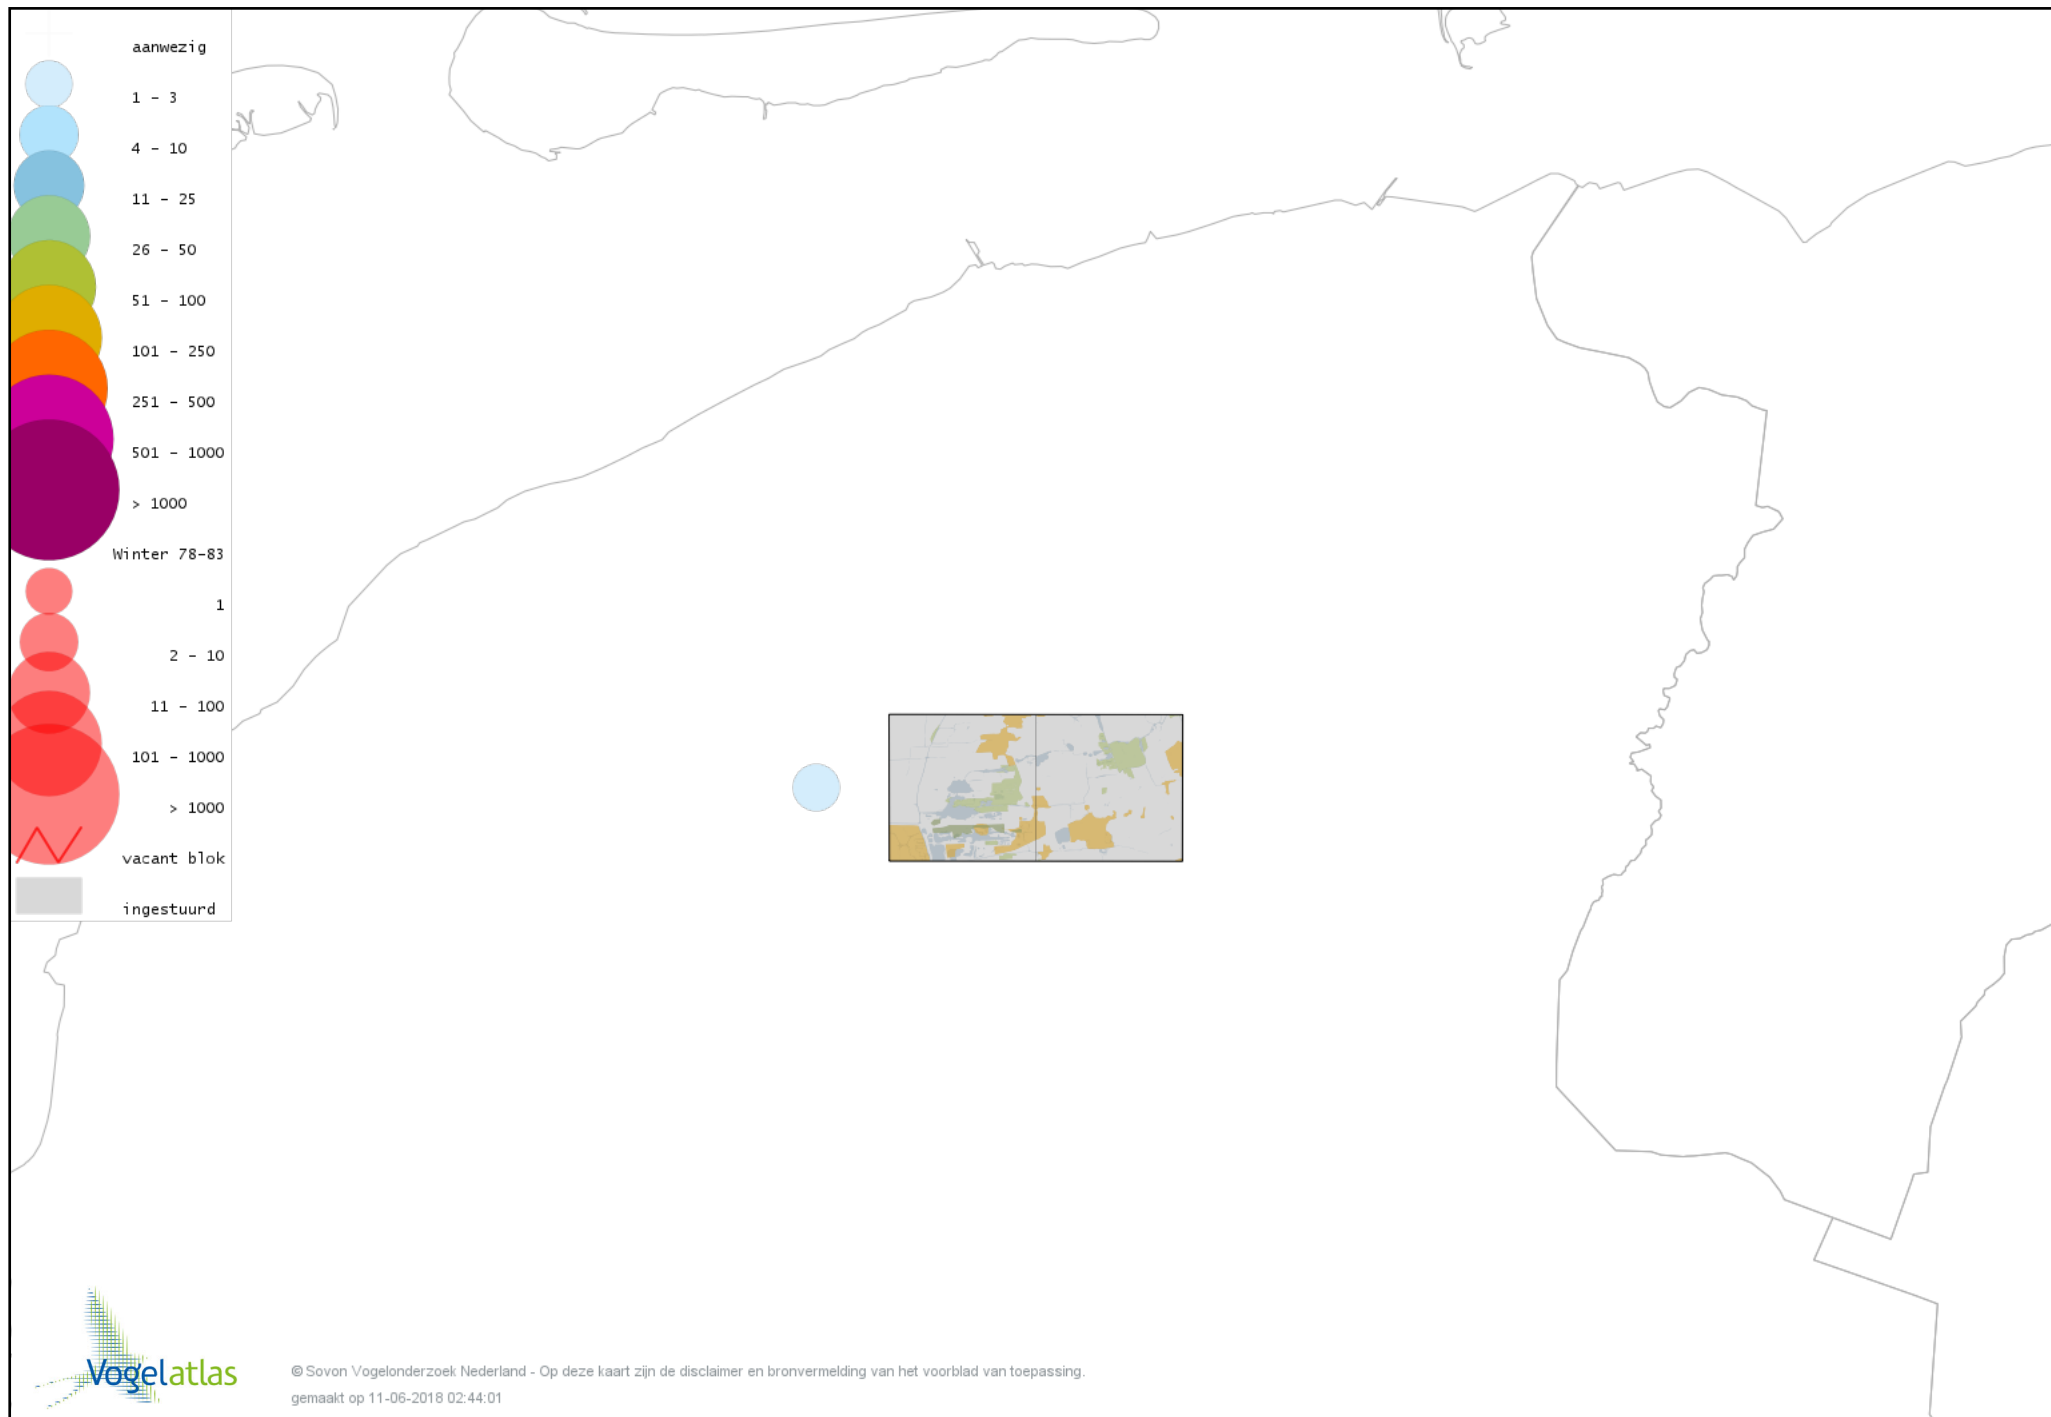 aanwezig
1 - 3
4 - 10
11 - 25
26 - 50
51 - 100
101 - 250
251 - 500
501 - 1000
> 1000
Winter 78-83
1
2 - 10
11 - 100
101 - 1000
> 1000
vacant blok
ingestuurd
Vogelatlas
© Sovon Vogelonderzoek Nederland - Op deze kaart zijn de disclaimer en bronvermelding van het voorblad van toepassing.
gemaakt op 11-06-2018 02:44:01